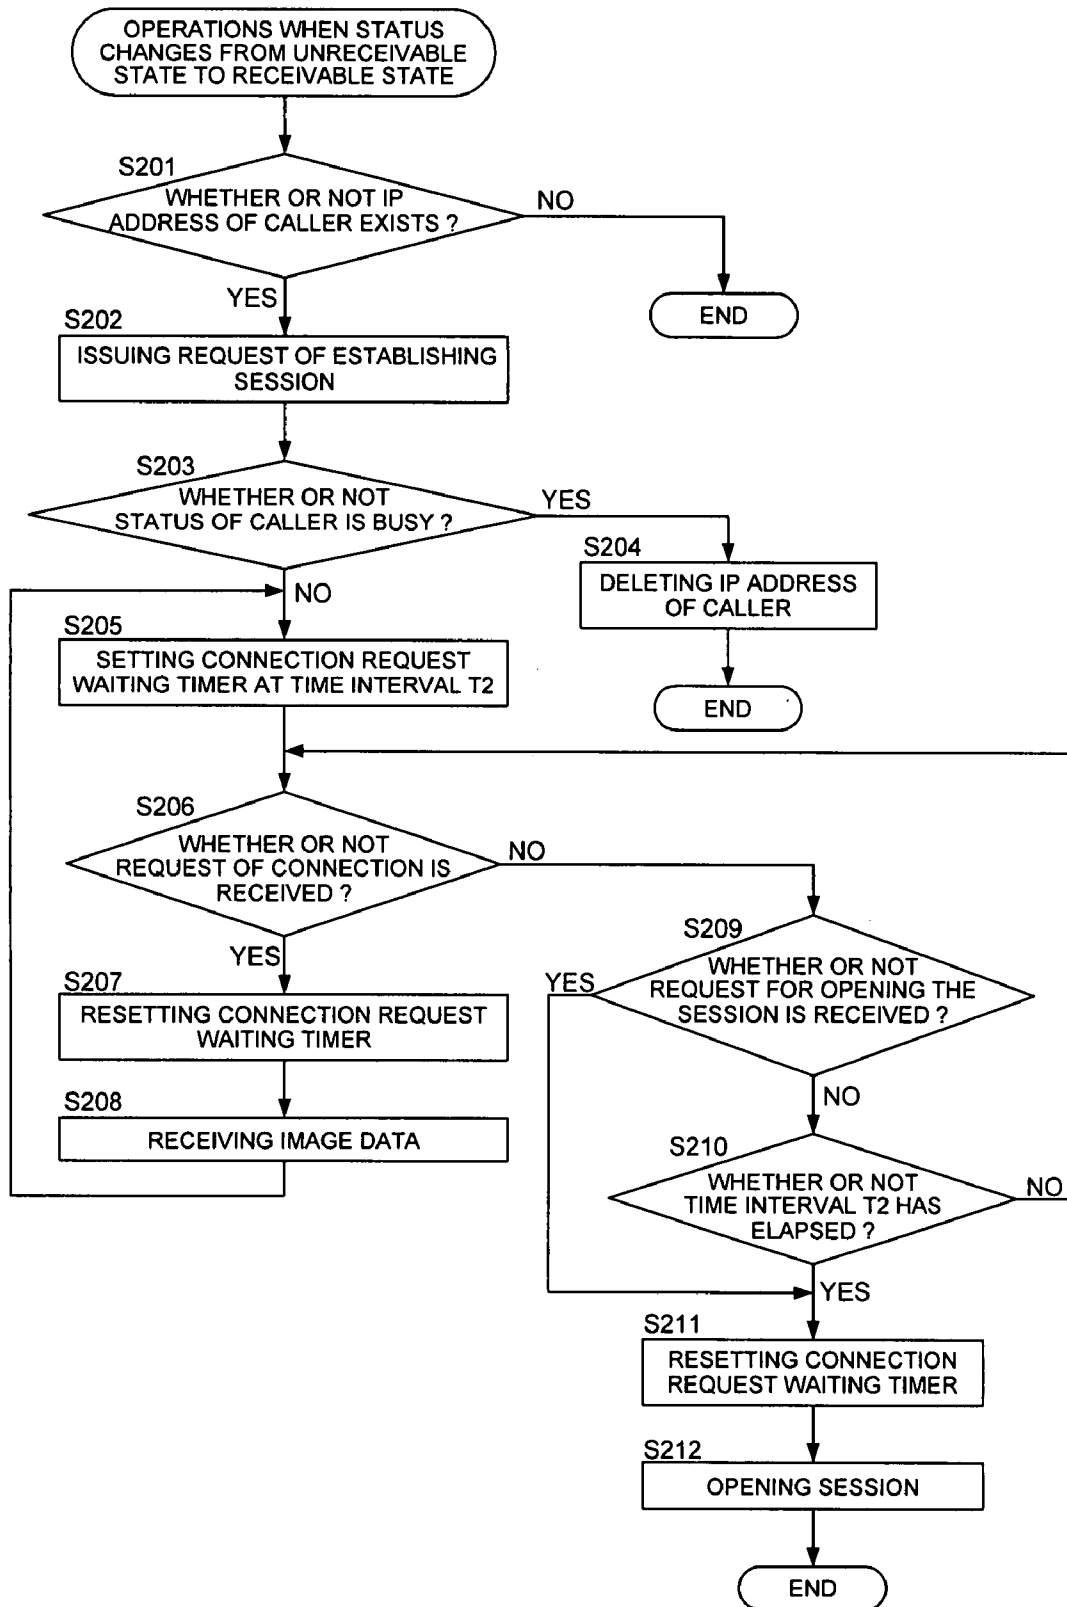 OPERATIONS WHEN STATUS
CHANGES FROM UNRECEIVABLE
STATE TO RECEIVABLE STATE
S201
WHETHER OR NOT IP
ADDRESS OF CALLER EXISTS ?
NO
END
YES
S202
ISSUING REQUEST OF ESTABLISHING
SESSION
S203
WHETHER OR NOT
STATUS OF CALLER IS BUSY ?
YES
S204
DELETING IP ADDRESS
OF CALLER
END
NO
S205
SETTING CONNECTION REQUEST
WAITING TIMER AT TIME INTERVAL T2
S206
WHETHER OR NOT
REQUEST OF CONNECTION IS
RECEIVED ?
NO
YES
S207
RESETTING CONNECTION REQUEST
WAITING TIMER
S208
RECEIVING IMAGE DATA
S209
WHETHER OR NOT
REQUEST FOR OPENING THE
SESSION IS RECEIVED ?
YES
NO
S210
WHETHER OR NOT
TIME INTERVAL T2 HAS
ELAPSED ?
NO
YES
S211
RESETTING CONNECTION
REQUEST WAITING TIMER
S212
OPENING SESSION
END